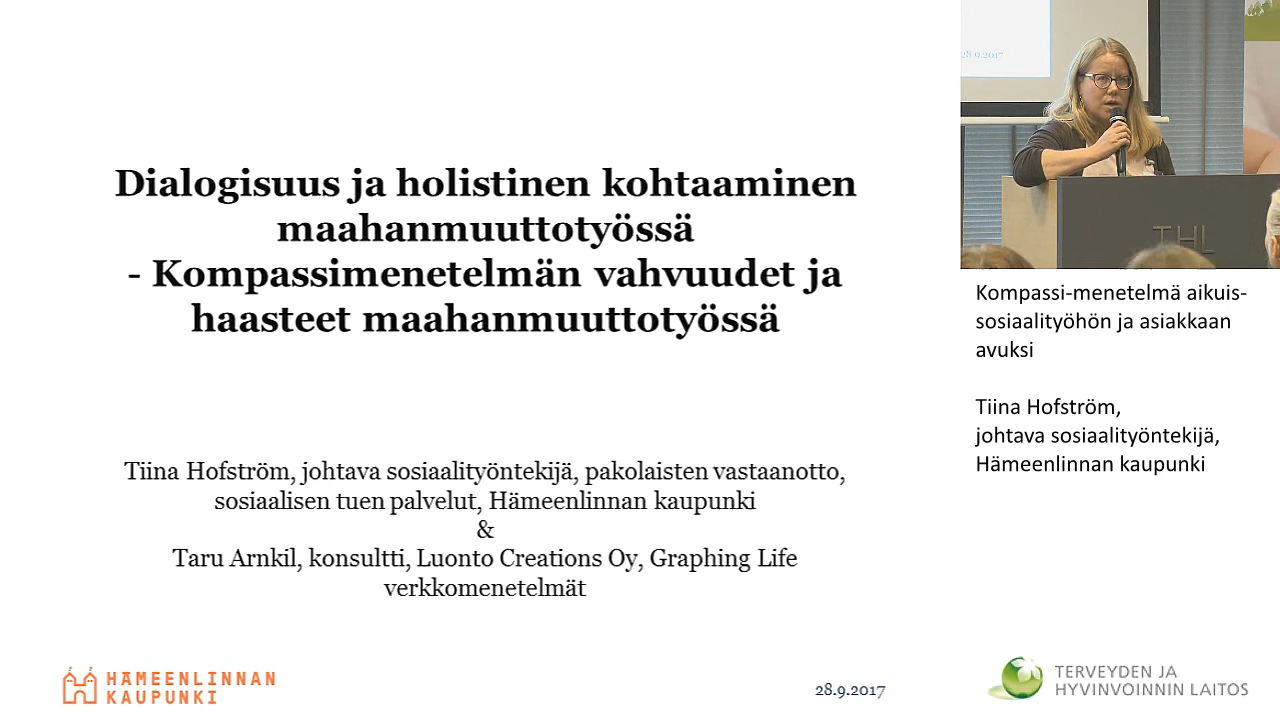 Dialogisuus ja holistinen kohtaaminen
maahanmuuttotyössä
- Kompassimenetelmän vahvuudet ja
haasteet maahanmuuttotyössä
Tiina Hofström, johtava sosiaalityöntekijä, pakolaisten vastaanotto,
sosiaalisen tuen palvelut, Hämeenlinnan kaupunki
&
Taru Arnkil, konsultti, Luonto Creations Oy, Graphing Life
verkkomenetelmät
HÄMEENLINNAN
KAUPUNKI
28.9.2017
28.9.2017
THL
Kompassi-menetelmä aikuis-
sosiaalityöhön ja asiakkaan
avuksi
Tiina Hofström,
johtava sosiaalityöntekijä,
Hämeenlinnan kaupunki
TERVEYDEN JA
HYVINVOINNIN LAITOS